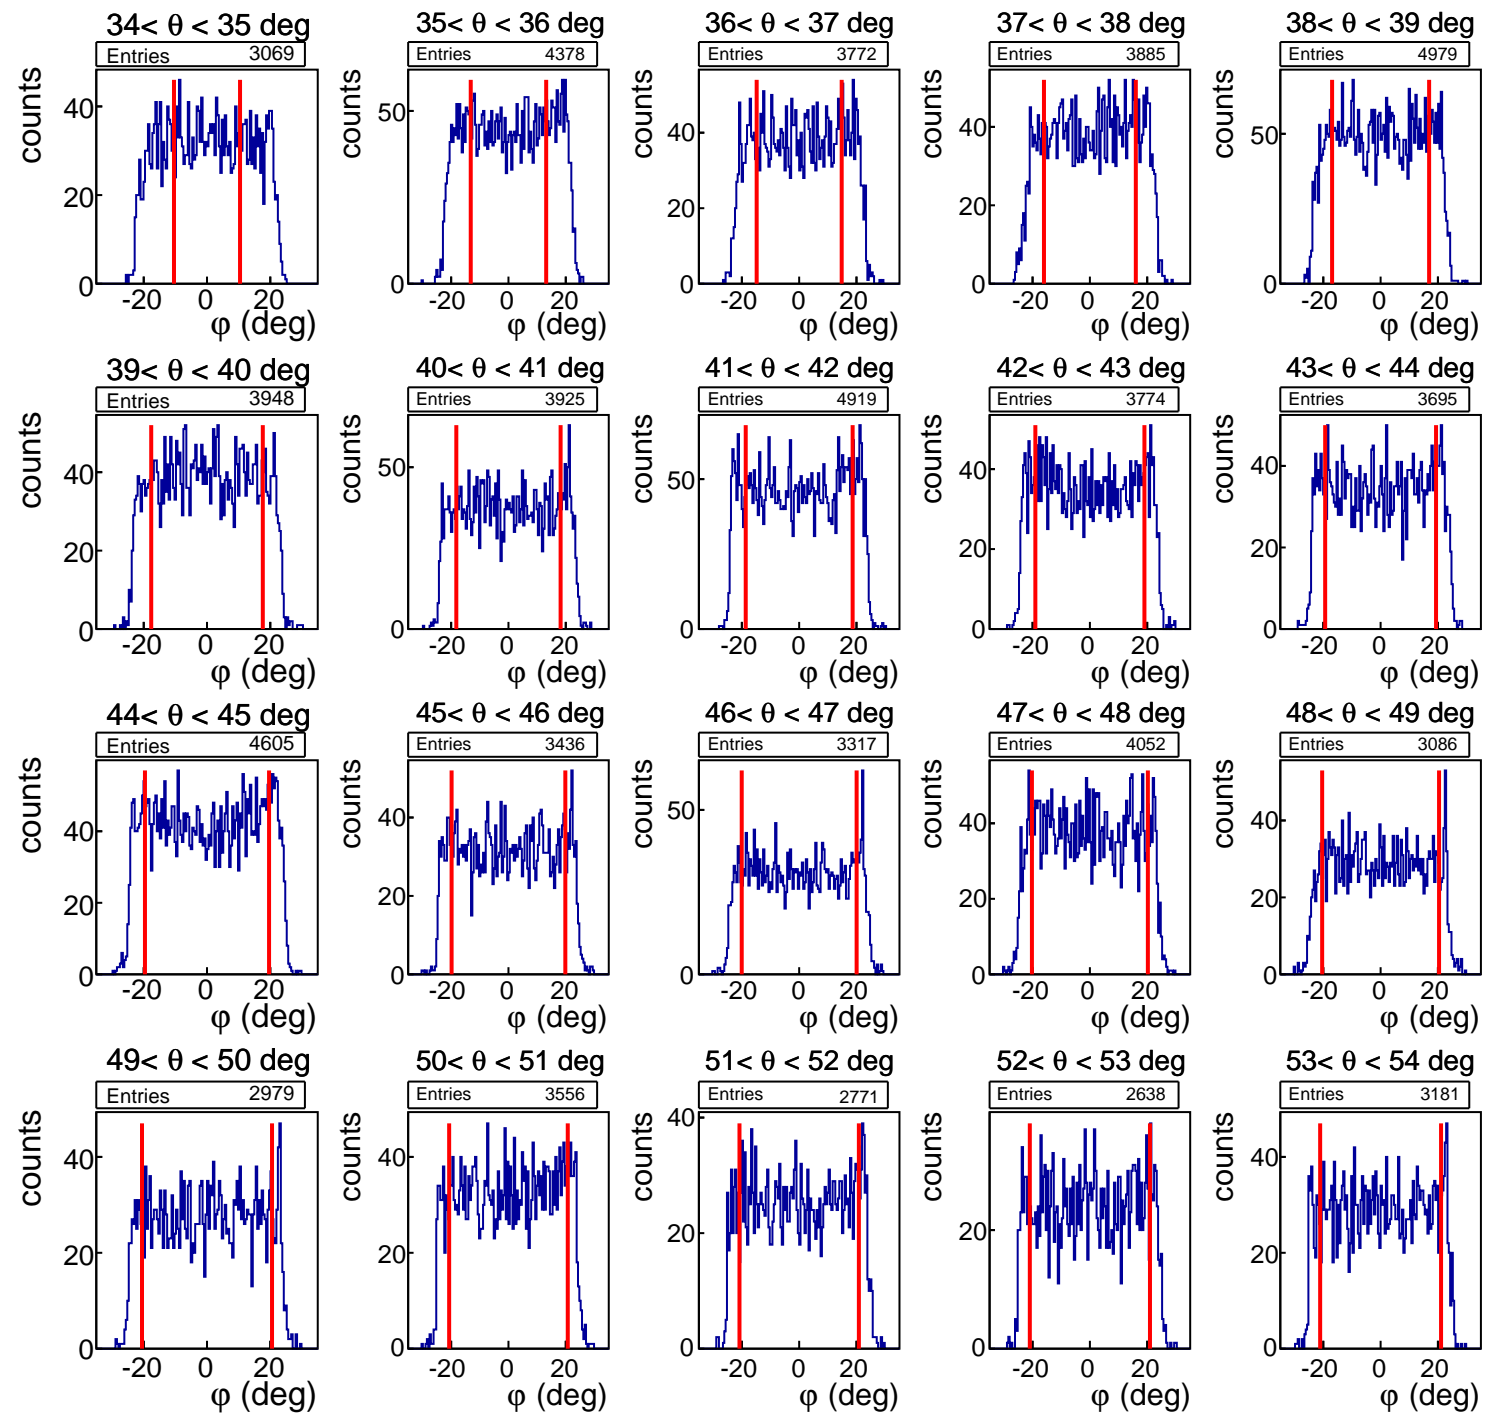 34< θ < 35 deg
Entries 3069
counts
40
20
0
-20 0 20
φ (deg)
35< θ < 36 deg
Entries 4378
counts
50
0
-20 0 20
φ (deg)
36< θ < 37 deg
Entries 3772
counts
40
20
0
-20 0 20
φ (deg)
37< θ < 38 deg
Entries 3885
counts
40
20
0
-20 0 20
φ (deg)
38< θ < 39 deg
Entries 4979
counts
50
0
-20 0 20
φ (deg)
39< θ < 40 deg
Entries 3948
counts
40
20
0
-20 0 20
φ (deg)
40< θ < 41 deg
Entries 3925
counts
50
0
-20 0 20
φ (deg)
41< θ < 42 deg
Entries 4919
counts
50
0
-20 0 20
φ (deg)
42< θ < 43 deg
Entries 3774
counts
40
20
0
-20 0 20
φ (deg)
43< θ < 44 deg
Entries 3695
counts
40
20
0
-20 0 20
φ (deg)
44< θ < 45 deg
Entries 4605
counts
40
20
0
-20 0 20
φ (deg)
45< θ < 46 deg
Entries 3436
counts
40
20
0
-20 0 20
φ (deg)
46< θ < 47 deg
Entries 3317
counts
50
0
-20 0 20
φ (deg)
47< θ < 48 deg
Entries 4052
counts
40
20
0
-20 0 20
φ (deg)
48< θ < 49 deg
Entries 3086
counts
40
20
0
-20 0 20
φ (deg)
49< θ < 50 deg
Entries 2979
counts
40
20
0
-20 0 20
φ (deg)
50< θ < 51 deg
Entries 3556
counts
40
20
0
-20 0 20
φ (deg)
51< θ < 52 deg
Entries 2771
counts
40
20
0
-20 0 20
φ (deg)
52< θ < 53 deg
Entries 2638
counts
20
0
-20 0 20
φ (deg)
53< θ < 54 deg
Entries 3181
counts
40
20
0
-20 0 20
φ (deg)